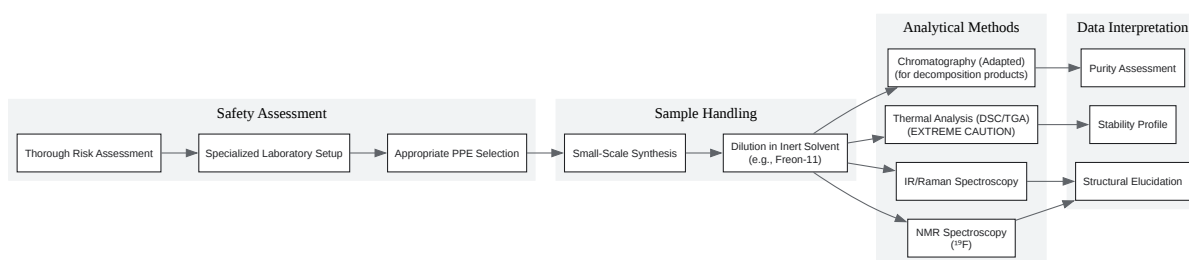 Safety Assessment
Thorough Risk Assessment
Specialized Laboratory Setup
Appropriate PPE Selection
Sample Handling
Small-Scale Synthesis
Dilution in Inert Solvent
(e.g., Freon-11)
Analytical Methods
Chromatography (Adapted)
(for decomposition products)
Thermal Analysis (DSC/TGA)
(EXTREME CAUTION)
IR/Raman Spectroscopy
NMR Spectroscopy
(¹⁹F)
Data Interpretation
Purity Assessment
Stability Profile
Structural Elucidation